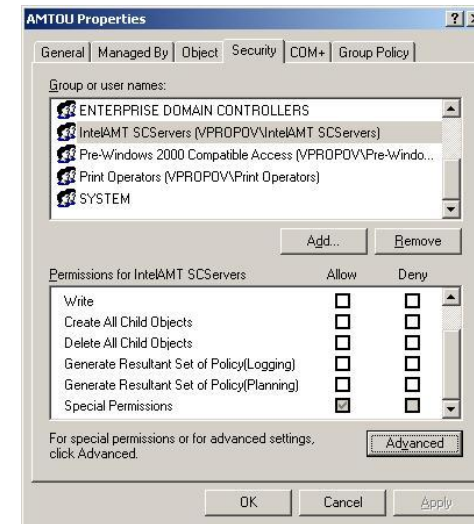 AMTOU Properties
General Managed By Object Security COM+ Group Policy
Group or user names:
ENTERPRISE DOMAIN CONTROLLERS
IntelAMT SCServers (VPROPOV\IntelAMT SCServers)
Pre-Windows 2000 Compatible Access (VPROPOV\Pre-Windo...
Print Operators (VPROPOV\Print Operators)
SYSTEM
Add... Remove
Permissions for IntelAMT SCServers Allow Deny
Write
Create All Child Objects
Delete All Child Objects
Generate Resultant Set of Policy(Logging)
Generate Resultant Set of Policy(Planning)
Special Permissions
For special permissions or for advanced settings,
click Advanced.
Advanced
OK Cancel Apply